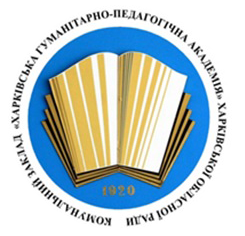 КОМУНАЛЬНИЙ ЗАКЛАД «ХАРКІВСЬКА ГУМАНІТАРНО-ПЕДАГОГІЧНА АКАДЕМІЯ» ХАРКІВСЬКОЇ ОБЛАСНОЇ РАДИ
1920